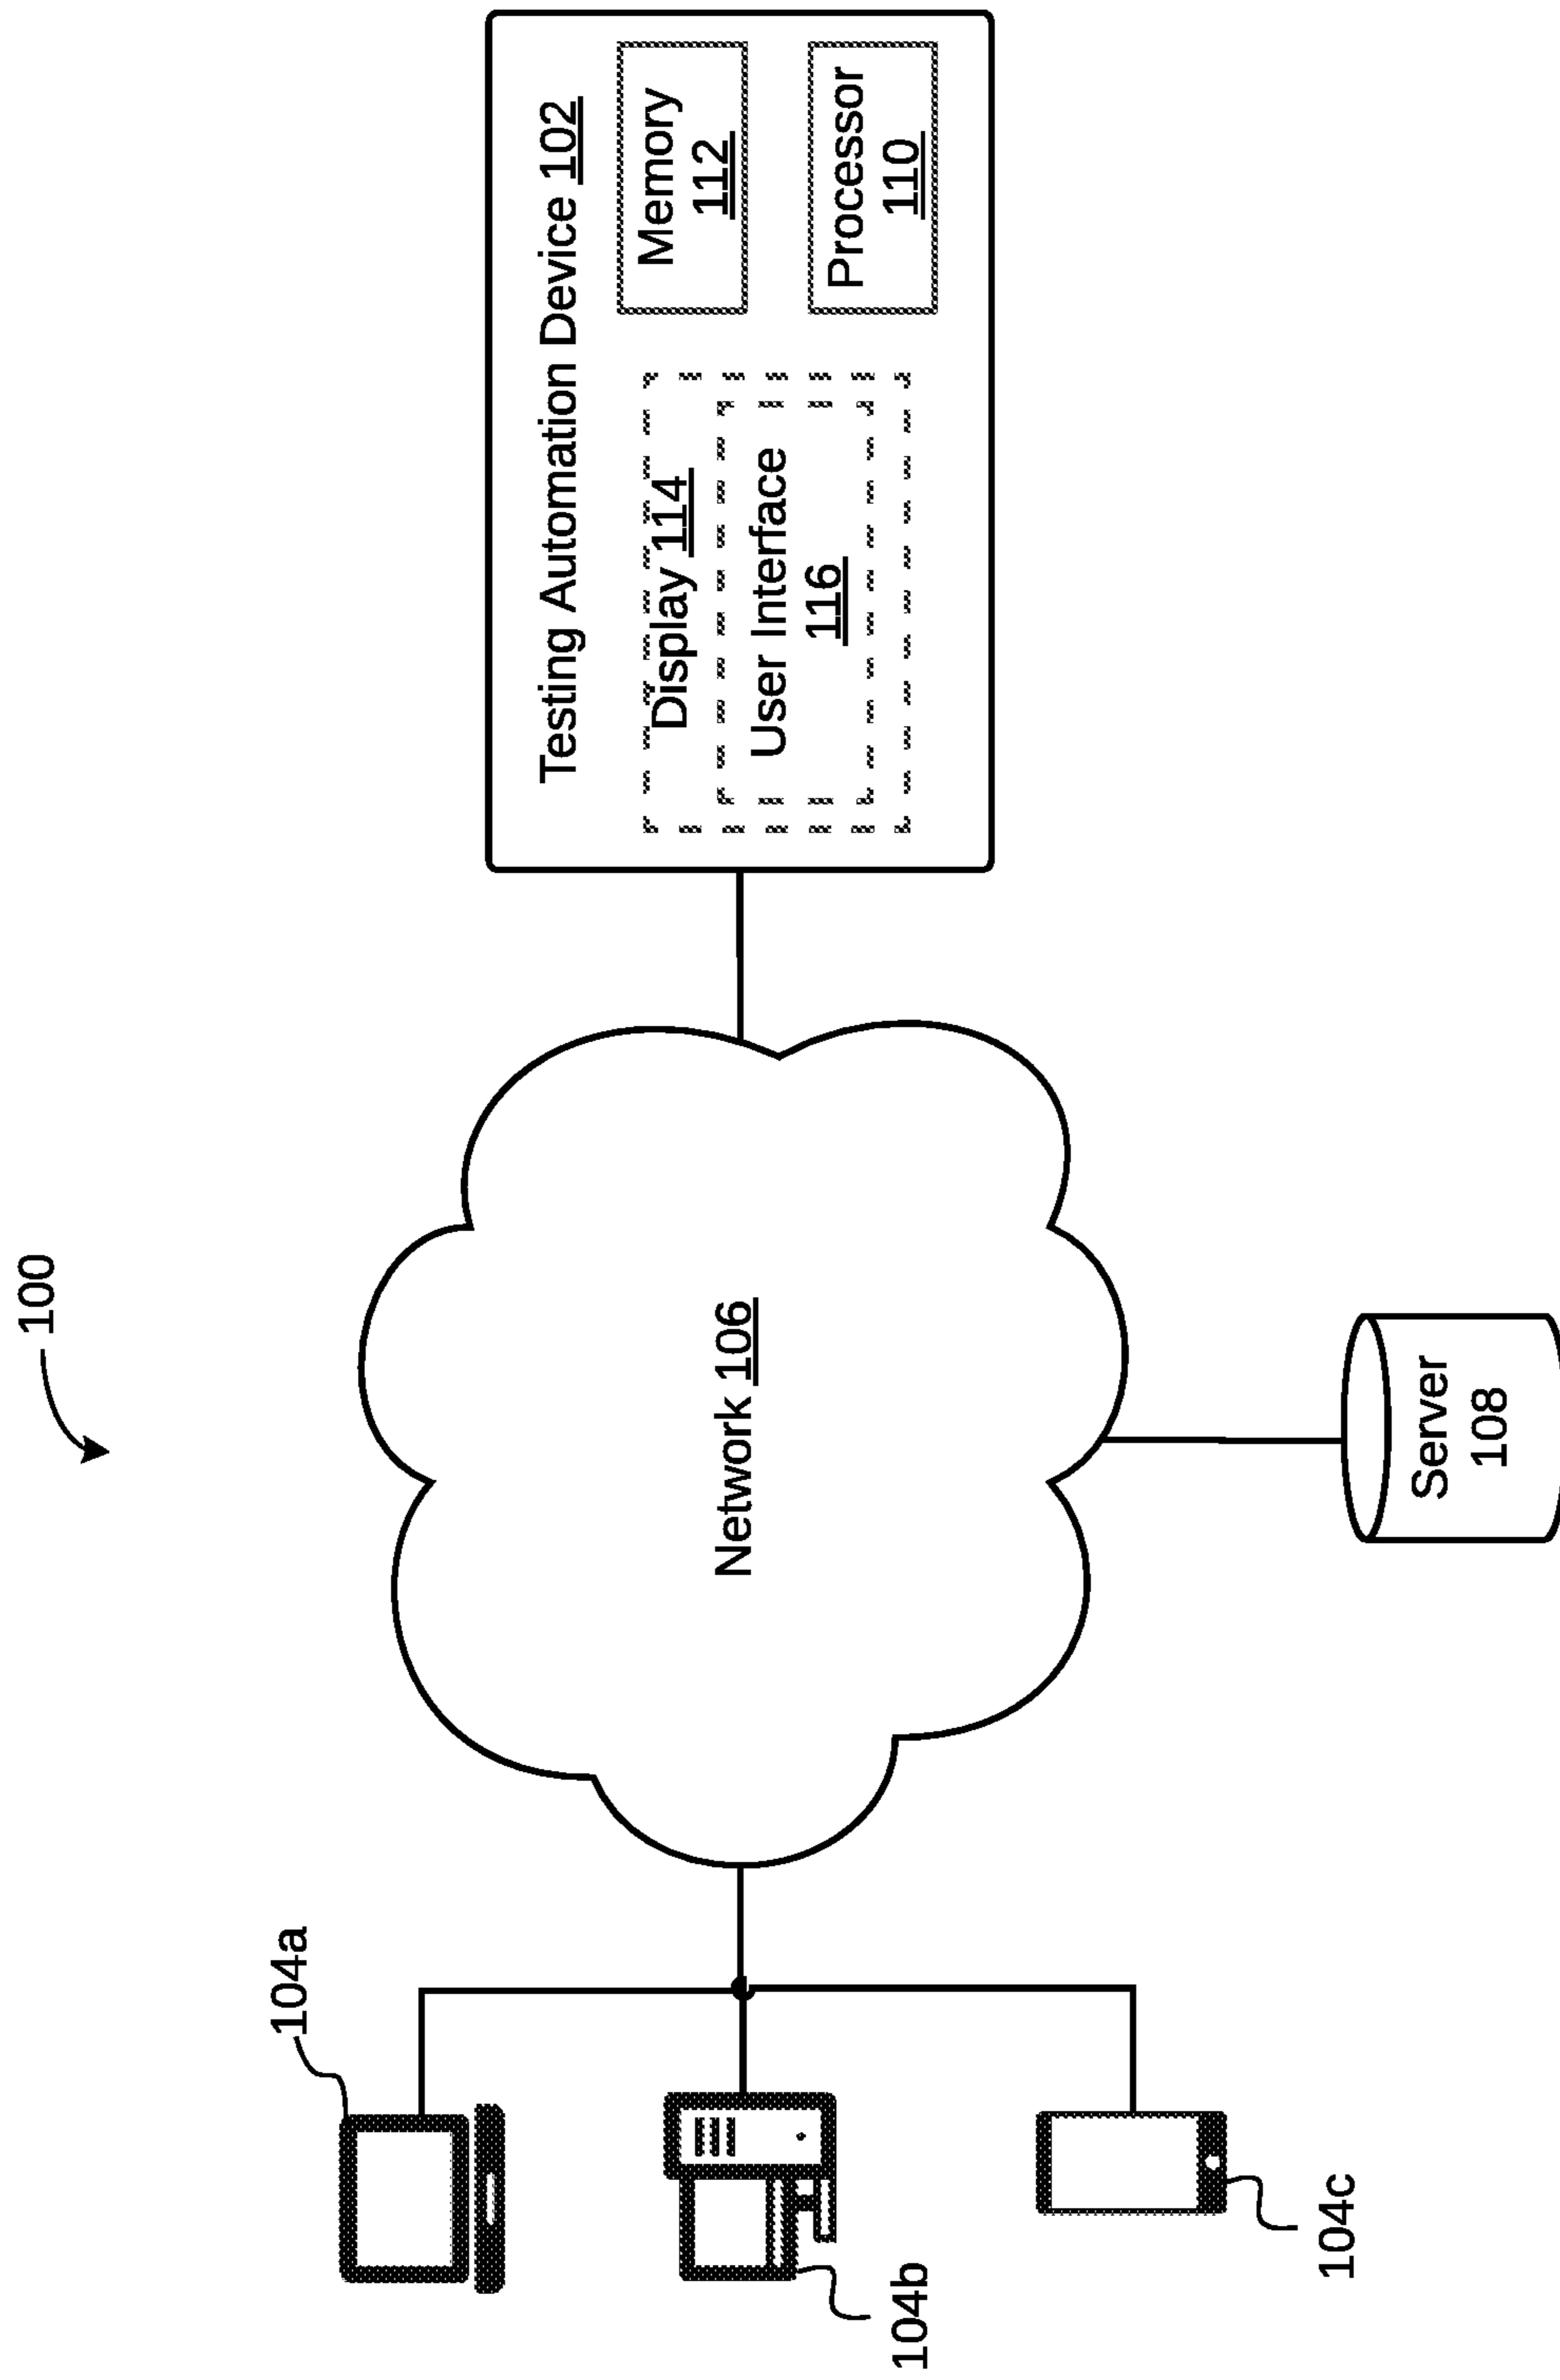 100
104a
104b
104c
Network 106
Server
108
Testing Automation Device 102
Display 114
User Interface
116
Memory
112
Processor
110